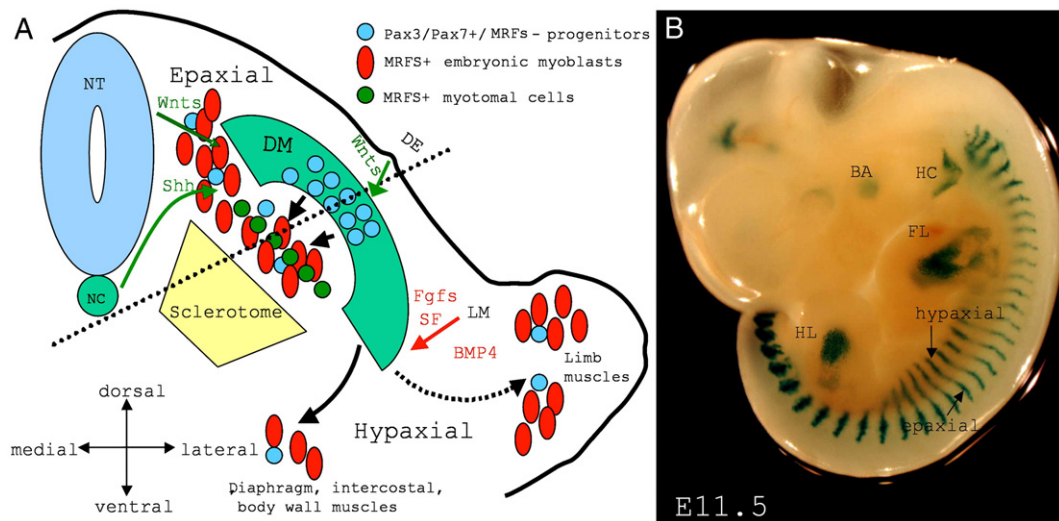 A
Pax3/Pax7+/MRFs- progenitors
MRFS+ embryonic myoblasts
MRFS+ myotomal cells
NT
Epaxial
Wnts
DM
Wnts
DE
Shh
NC
Sclerotome
Fgfs
SF
LM
BMP4
Limb
muscles
dorsal
medial
lateral
ventral
Hypaxial
Diaphragm, intercostal,
body wall muscles
B
BA
HC
FL
HL
hypaxial
epaxial
E11.5